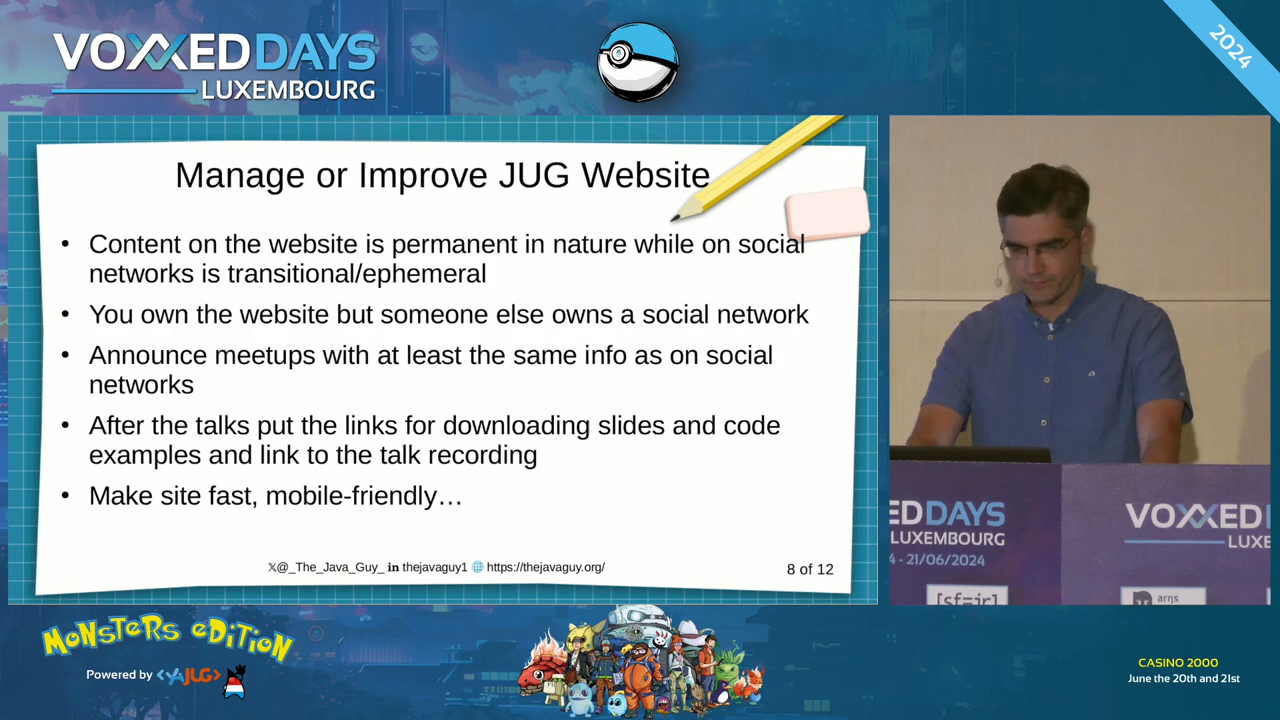 VOXXEDDAYS
LUXEMBOURG
2024
Manage or Improve JUG Website
• Content on the website is permanent in nature while on social
networks is transitional/ephemeral
• You own the website but someone else owns a social network
• Announce meetups with at least the same info as on social
networks
• After the talks put the links for downloading slides and code
examples and link to the talk recording
• Make site fast, mobile-friendly…
𝕏@_The_Java_Guy_ in thejavaguy1 🌐 https://thejavaguy.org/
8 of 12
EDDAYS
LUXEMBOURG
4 - 21/06/2024
[sf=ir]
VOXXED
LUXE
arηs
MoNSTeRS eDiTioN
Powered by <YAJUG>
CASINO 2000
June the 20th and 21st